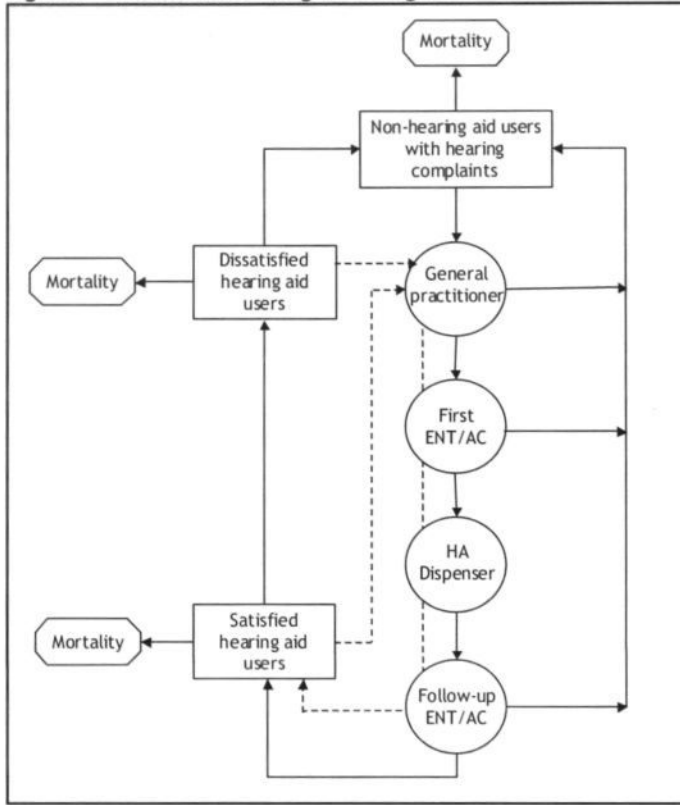 Mortality
Non-hearing aid users
with hearing
complaints
Dissatisfied
hearing aid
users
Mortality
General
practitioner
First
ENT/AC
HA
Dispenser
Satisfied
hearing aid
users
Mortality
Follow-up
ENT/AC